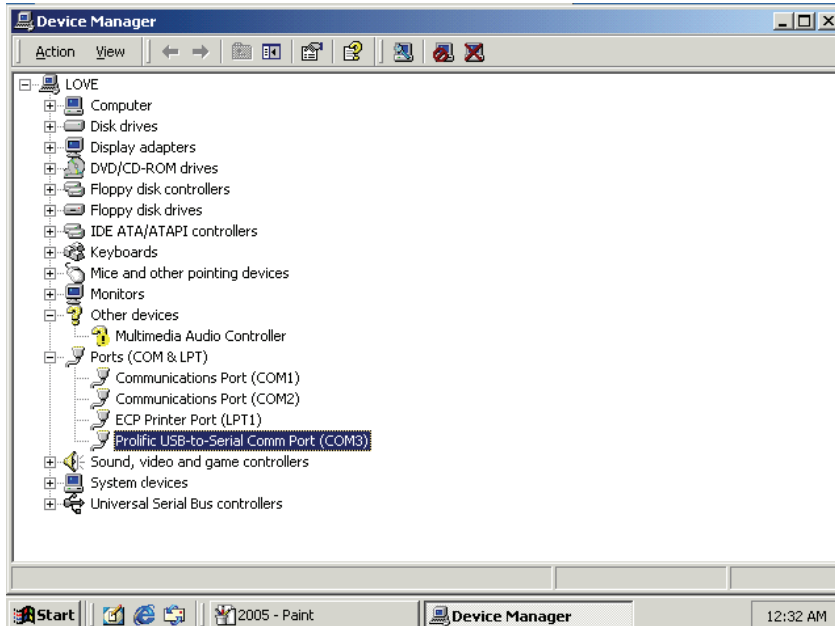 Device Manager
Action View
LOVE
Computer
Disk drives
Display adapters
DVD/CD-ROM drives
Floppy disk controllers
Floppy disk drives
IDE ATA/ATAPI controllers
Keyboards
Mice and other pointing devices
Monitors
Other devices
Multimedia Audio Controller
Ports (COM & LPT)
Communications Port (COM1)
Communications Port (COM2)
ECP Printer Port (LPT1)
Prolific USB-to-Serial Comm Port (COM3)
Sound, video and game controllers
System devices
Universal Serial Bus controllers
Start 2005 - Paint Device Manager 12:32 AM